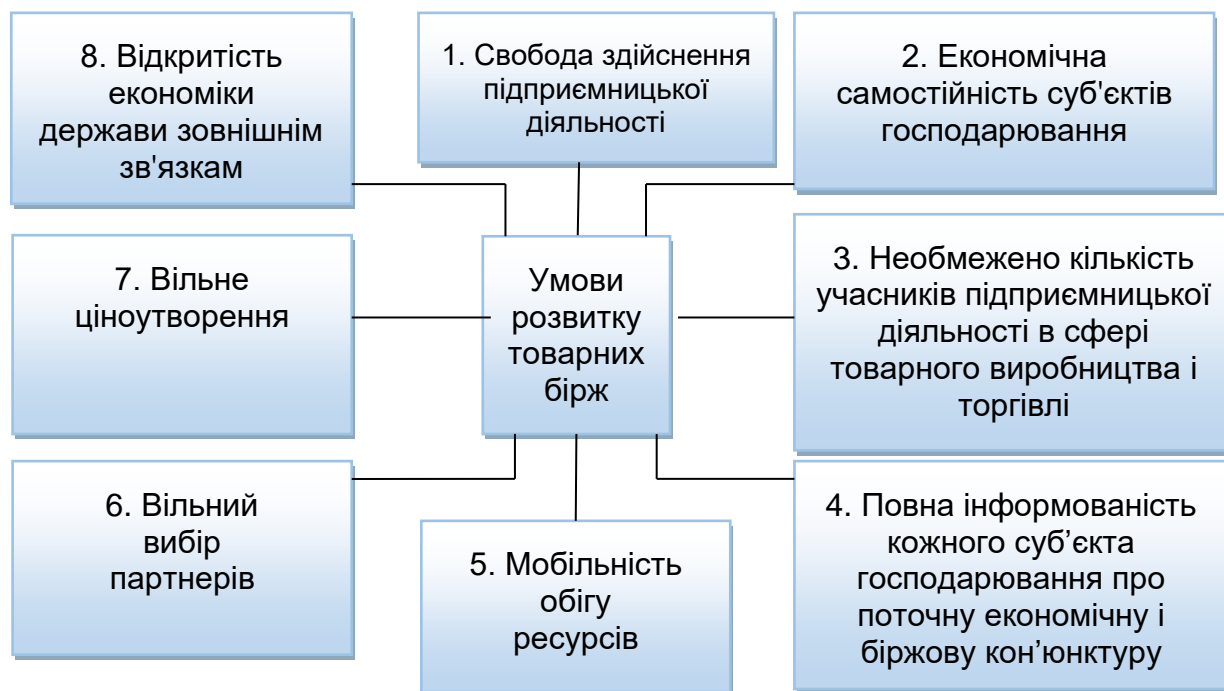 8. Відкритість
економіки
держави зовнішнім
зв'язкам
1. Свобода здійснення
підприємницької
діяльності
2. Економічна
самостійність суб'єктів
господарювання
7. Вільне
ціноутворення
Умови
розвитку
товарних
бірж
3. Необмежено кількість
учасників підприємницької
діяльності в сфері
товарного виробництва і
торгівлі
6. Вільний
вибір
партнерів
5. Мобільність
обігу
ресурсів
4. Повна інформованість
кожного суб’єкта
господарювання про
поточну економічну і
біржову кон’юнктуру